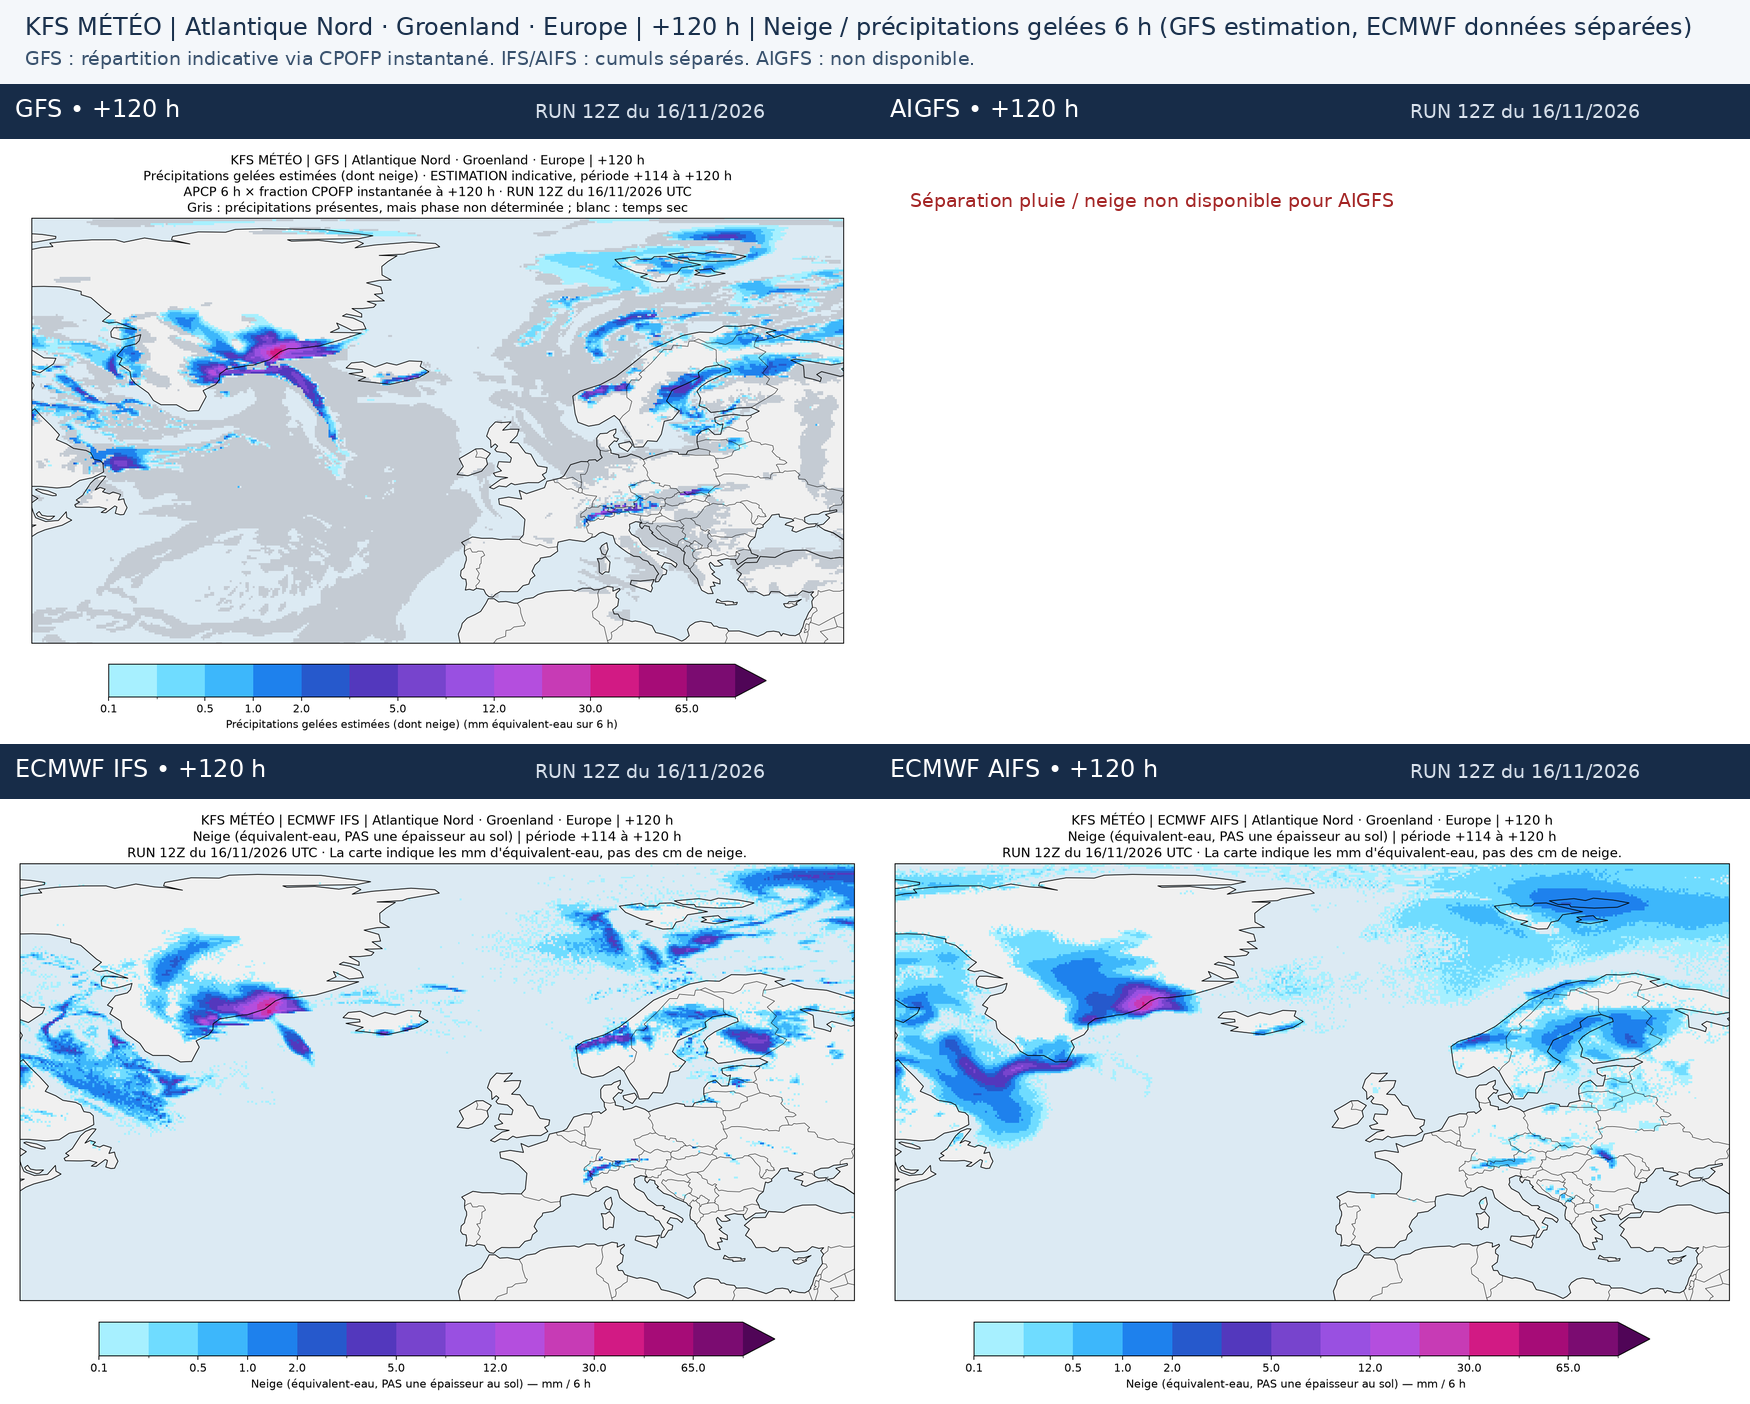 KFS MÉTÉO | Atlantique Nord · Groenland · Europe | +120 h | Neige / précipitations gelées 6 h (GFS estimation, ECMWF données séparées)
GFS : répartition indicative via CPOFP instantané. IFS/AIFS : cumuls séparés. AIGFS : non disponible.
GFS • +120 h
RUN 12Z du 16/11/2026
AIGFS • +120 h
RUN 12Z du 16/11/2026
KFS MÉTÉO | GFS | Atlantique Nord · Groenland · Europe | +120 h
Précipitations gelées estimées (dont neige) · ESTIMATION indicative, période +114 à +120 h
APCP 6 h × fraction CPOFP instantanée à +120 h · RUN 12Z du 16/11/2026 UTC
Gris : précipitations présentes, mais phase non déterminée ; blanc : temps sec
Séparation pluie / neige non disponible pour AIGFS
0.1 0.5 1.0 2.0 5.0 12.0 30.0 65.0
Précipitations gelées estimées (dont neige) (mm équivalent-eau sur 6 h)
ECMWF IFS • +120 h
RUN 12Z du 16/11/2026
ECMWF AIFS • +120 h
RUN 12Z du 16/11/2026
KFS MÉTÉO | ECMWF IFS | Atlantique Nord · Groenland · Europe | +120 h
Neige (équivalent-eau, PAS une épaisseur au sol) | période +114 à +120 h
RUN 12Z du 16/11/2026 UTC · La carte indique les mm d'équivalent-eau, pas des cm de neige.
0.1 0.5 1.0 2.0 5.0 12.0 30.0 65.0
Neige (équivalent-eau, PAS une épaisseur au sol) — mm / 6 h
KFS MÉTÉO | ECMWF AIFS | Atlantique Nord · Groenland · Europe | +120 h
Neige (équivalent-eau, PAS une épaisseur au sol) | période +114 à +120 h
RUN 12Z du 16/11/2026 UTC · La carte indique les mm d'équivalent-eau, pas des cm de neige.
0.1 0.5 1.0 2.0 5.0 12.0 30.0 65.0
Neige (équivalent-eau, PAS une épaisseur au sol) — mm / 6 h